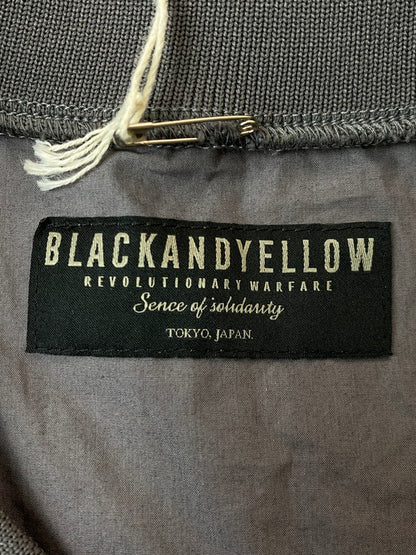 BLACKANDYELLOW
REVOLUTIONARY WARFARE
Sence of solidarity
TOKYO, JAPAN.